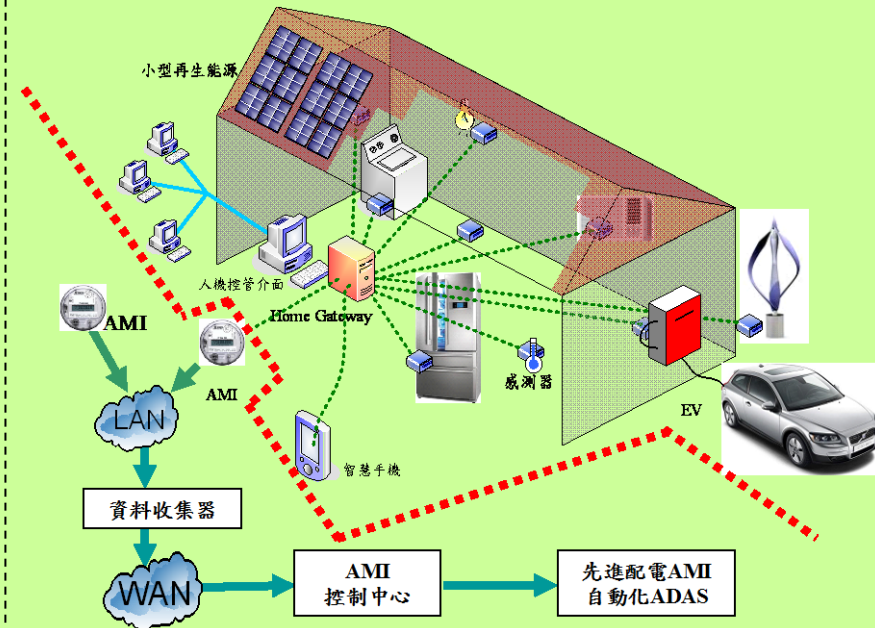 小型再生能源
人機控管介面
Home Gateway
AMI
AMI
感測器
EV
LAN
智慧手機
資料收集器
WAN
AMI
控制中心
先進配電AMI
自動化ADAS